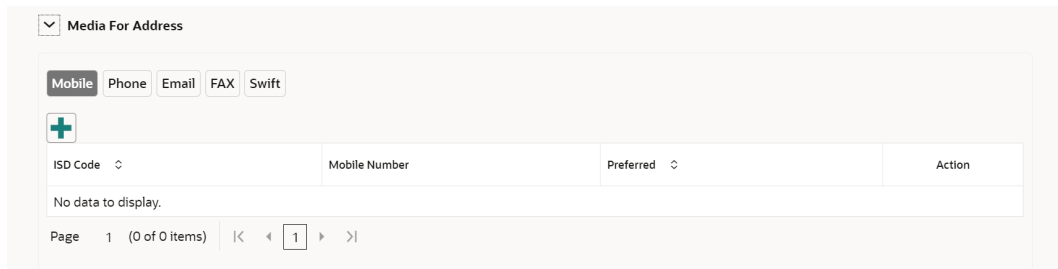 Media For Address
Mobile Phone Email FAX Swift
ISD Code Mobile Number Preferred Action
No data to display.
Page 1 (0 of 0 items) 1